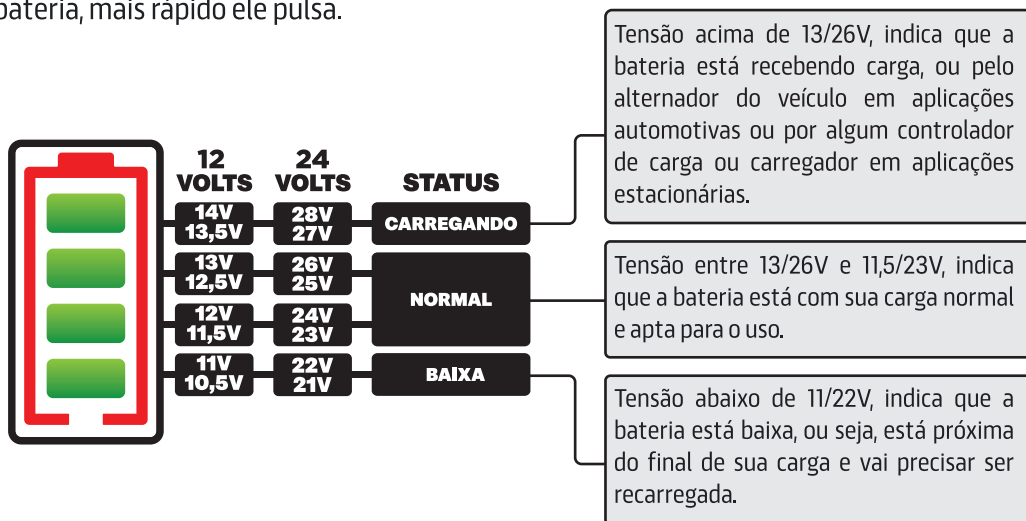 bateria, mais rápido ele pulsa.
Tensão acima de 13/26V, indica que a
bateria está recebendo carga, ou pelo
alternador do veículo em aplicações
automotivas ou por algum controlador
de carga ou carregador em aplicações
estacionárias.
12
VOLTS
24
VOLTS
STATUS
14V
13,5V
28V
27V
CARREGANDO
13V
12,5V
26V
25V
NORMAL
12V
11,5V
24V
23V
11V
10,5V
22V
21V
BAIXA
Tensão entre 13/26V e 11,5/23V, indica
que a bateria está com sua carga normal
e apta para o uso.
Tensão abaixo de 11/22V, indica que a
bateria está baixa, ou seja, está próxima
do final de sua carga e vai precisar ser
recarregada.